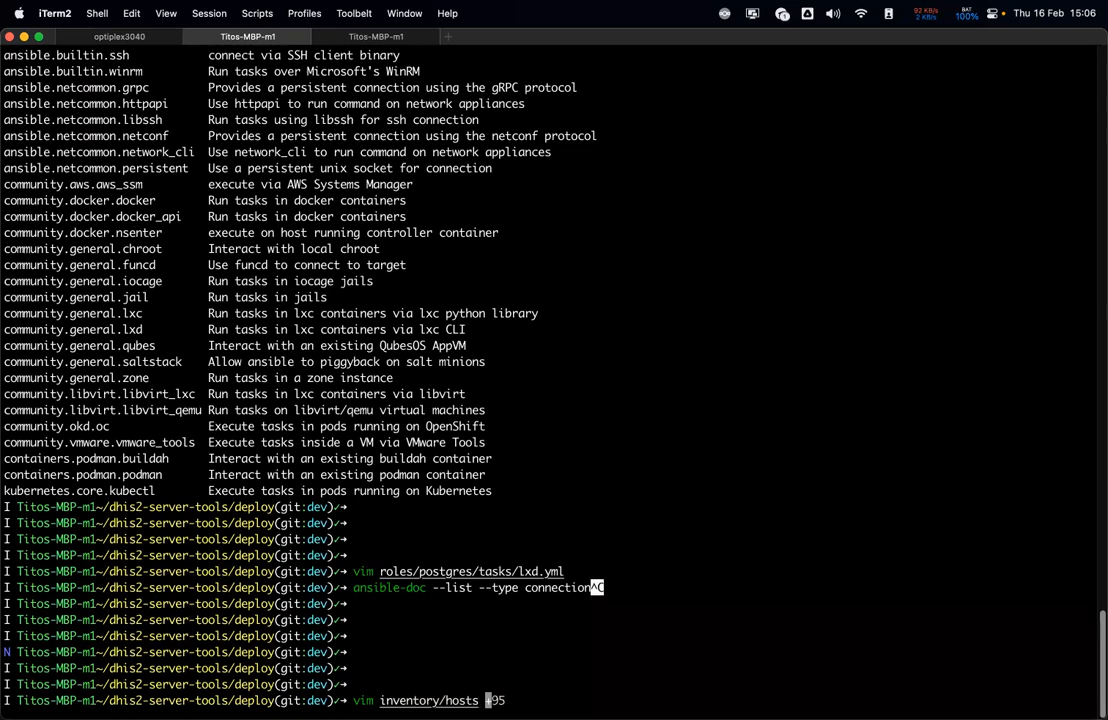 iTerm2 Shell Edit View Session Scripts Profiles Toolbelt Window Help 92 KB/s 2 KB/s BAT 100% Thu 16 Feb 15:06
optiplex3040 Titos-MBP-m1 Titos-MBP-m1 +
ansible.builtin.ssh connect via SSH client binary
ansible.builtin.winrm Run tasks over Microsoft's WinRM
ansible.netcommon.grpc Provides a persistent connection using the gRPC protocol
ansible.netcommon.httpapi Use httpapi to run command on network appliances
ansible.netcommon.libssh Run tasks using libssh for ssh connection
ansible.netcommon.netconf Provides a persistent connection using the netconf protocol
ansible.netcommon.network_cli Use network_cli to run command on network appliances
ansible.netcommon.persistent Use a persistent unix socket for connection
community.aws.aws_ssm execute via AWS Systems Manager
community.docker.docker Run tasks in docker containers
community.docker.docker_api Run tasks in docker containers
community.docker.nsenter execute on host running controller container
community.general.chroot Interact with local chroot
community.general.funcd Use funcd to connect to target
community.general.iocage Run tasks in iocage jails
community.general.jail Run tasks in jails
community.general.lxc Run tasks in lxc containers via lxc python library
community.general.lxd Run tasks in lxc containers via lxc CLI
community.general.qubes Interact with an existing QubesOS AppVM
community.general.saltstack Allow ansible to piggyback on salt minions
community.general.zone Run tasks in a zone instance
community.libvirt.libvirt_lxc Run tasks in lxc containers via libvirt
community.libvirt.libvirt_qemu Run tasks on libvirt/qemu virtual machines
community.okd.oc Execute tasks in pods running on OpenShift
community.vmware.vmware_tools Execute tasks inside a VM via VMware Tools
containers.podman.buildah Interact with an existing buildah container
containers.podman.podman Interact with an existing podman container
kubernetes.core.kubectl Execute tasks in pods running on Kubernetes
I Titos-MBP-m1~/dhis2-server-tools/deploy(git:dev)✓→
I Titos-MBP-m1~/dhis2-server-tools/deploy(git:dev)✓→
I Titos-MBP-m1~/dhis2-server-tools/deploy(git:dev)✓→
I Titos-MBP-m1~/dhis2-server-tools/deploy(git:dev)✓→
I Titos-MBP-m1~/dhis2-server-tools/deploy(git:dev)✓→ vim roles/postgres/tasks/lxd.yml
I Titos-MBP-m1~/dhis2-server-tools/deploy(git:dev)✓→ ansible-doc --list --type connection^C
I Titos-MBP-m1~/dhis2-server-tools/deploy(git:dev)✓→
I Titos-MBP-m1~/dhis2-server-tools/deploy(git:dev)✓→
I Titos-MBP-m1~/dhis2-server-tools/deploy(git:dev)✓→
N Titos-MBP-m1~/dhis2-server-tools/deploy(git:dev)✓→
I Titos-MBP-m1~/dhis2-server-tools/deploy(git:dev)✓→
I Titos-MBP-m1~/dhis2-server-tools/deploy(git:dev)✓→
I Titos-MBP-m1~/dhis2-server-tools/deploy(git:dev)✓→ vim inventory/hosts +95